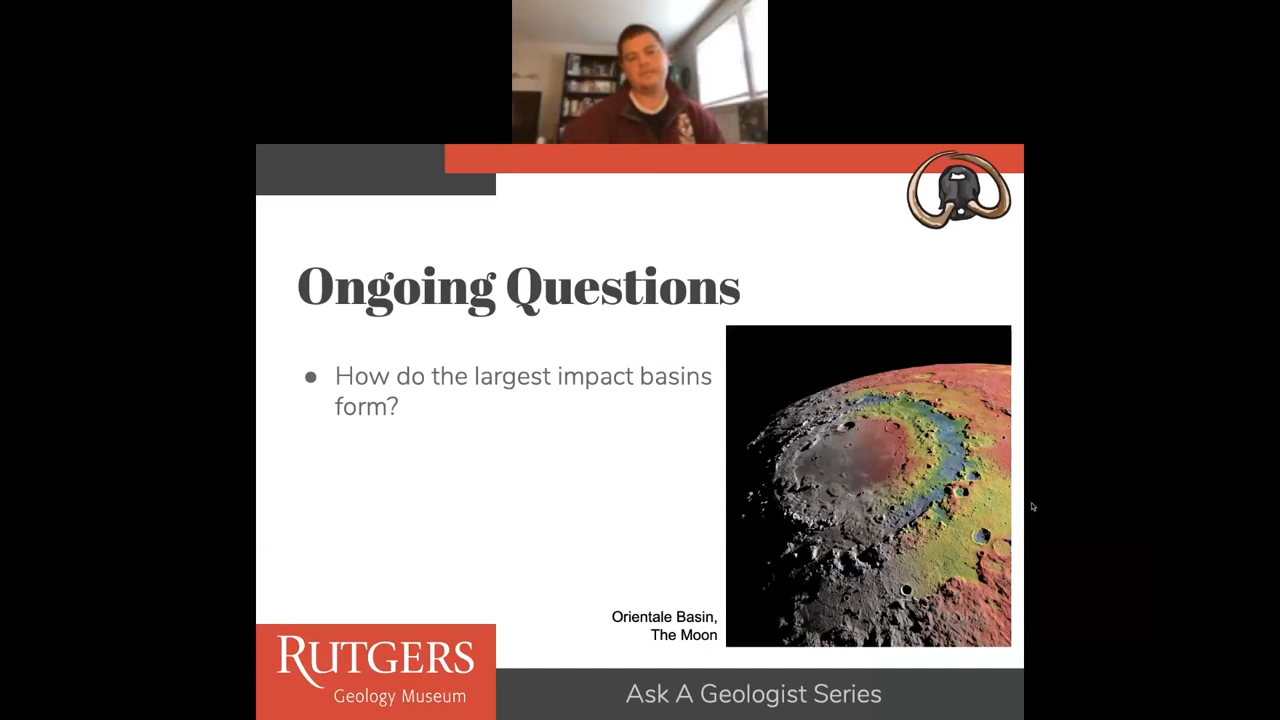 Ongoing Questions
● How do the largest impact basins
form?
Orientale Basin,
The Moon
RUTGERS
Geology Museum
Ask A Geologist Series